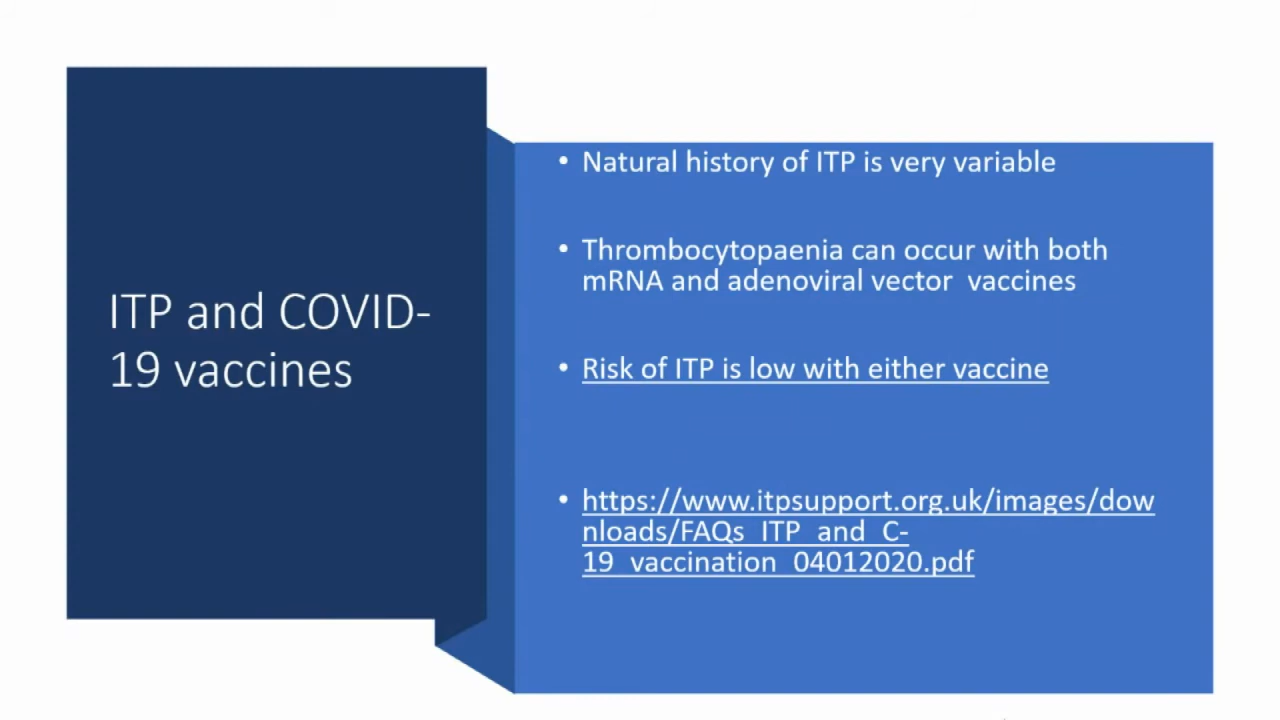 ITP and COVID-
19 vaccines
• Natural history of ITP is very variable
• Thrombocytopaenia can occur with both
mRNA and adenoviral vector  vaccines
• Risk of ITP is low with either vaccine
• https://www.itpsupport.org.uk/images/dow
nloads/FAQs_ITP_and_C-
19_vaccination_04012020.pdf